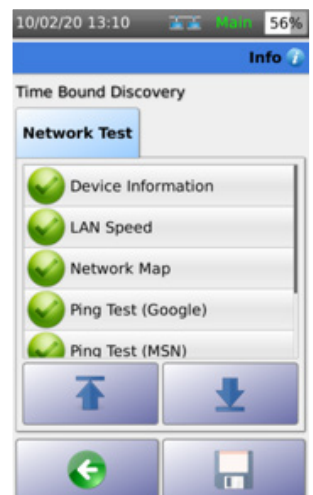 10/02/20 13:10 Main 56%
Info
Time Bound Discovery
Network Test
Device Information
LAN Speed
Network Map
Ping Test (Google)
Ping Test (MSN)